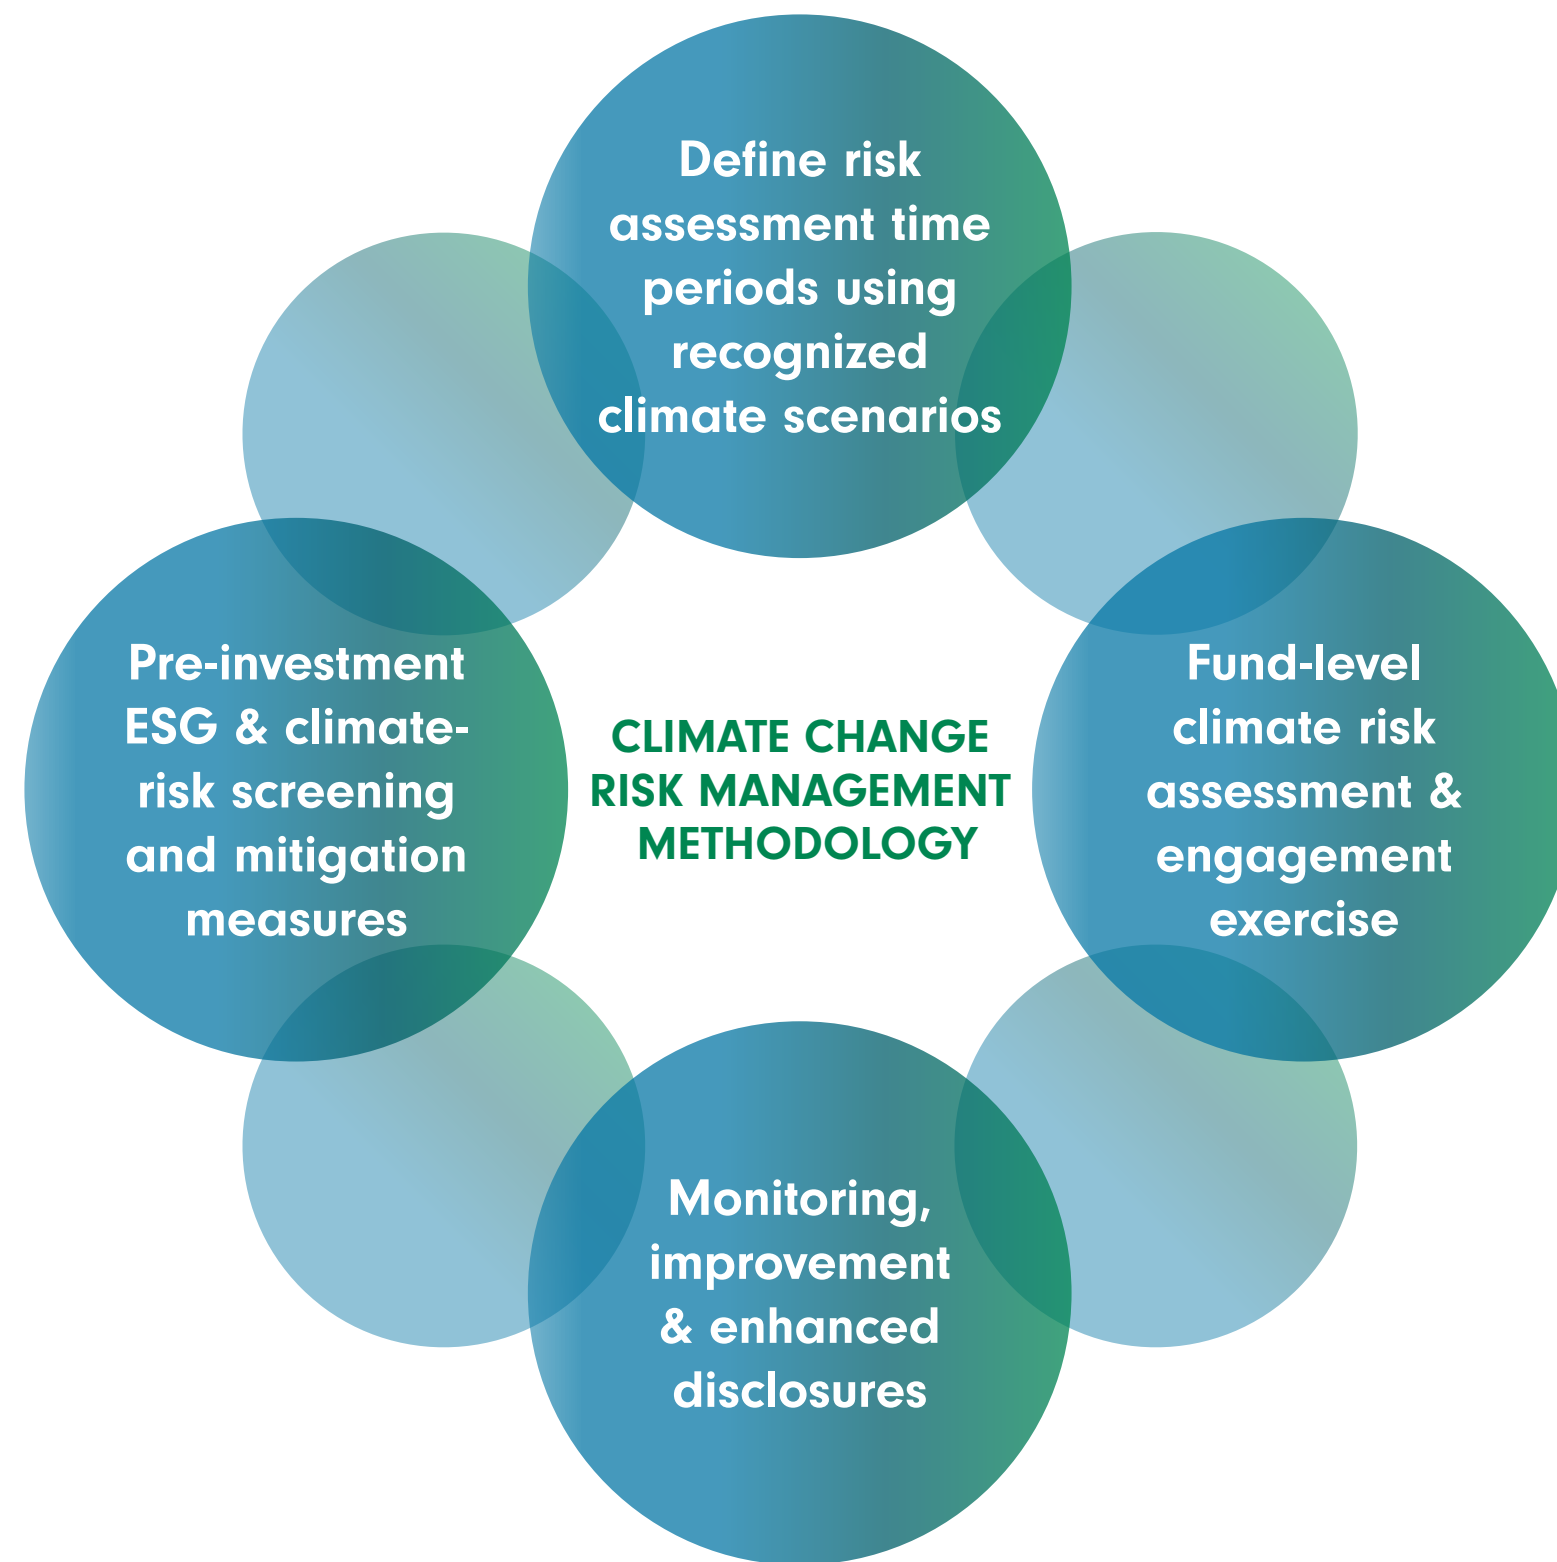 Define risk
assessment time
periods using
recognized
climate scenarios
Pre-investment
ESG & climate-
risk screening
and mitigation
measures
CLIMATE CHANGE
RISK MANAGEMENT
METHODOLOGY
Fund-level
climate risk
assessment &
engagement
exercise
Monitoring,
improvement
& enhanced
disclosures